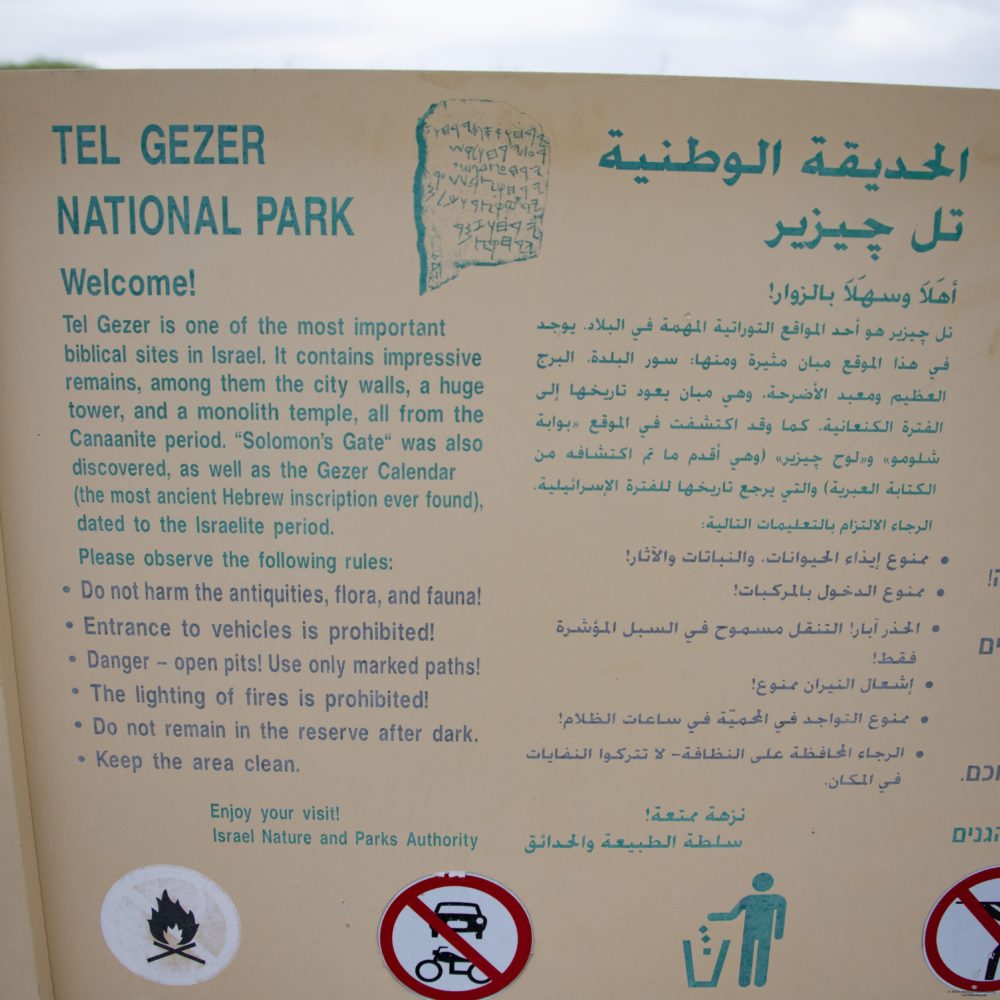 TEL GEZER
NATIONAL PARK
Welcome!
Tel Gezer is one of the most important
biblical sites in Israel. It contains impressive
remains, among them the city walls, a huge
tower, and a monolith temple, all from the
Canaanite period. “Solomon’s Gate“ was also
discovered, as well as the Gezer Calendar
(the most ancient Hebrew inscription ever found),
dated to the Israelite period.
Please observe the following rules:
• Do not harm the antiquities, flora, and fauna!
• Entrance to vehicles is prohibited!
• Danger – open pits! Use only marked paths!
• The lighting of fires is prohibited!
• Do not remain in the reserve after dark.
• Keep the area clean.
Enjoy your visit!
Israel Nature and Parks Authority
الحديقة الوطنية
تل چيزير
أهَلاَ وسهَلاَ بالزوار!
تل چيزير هو أحد المواقع التوراتية المهمة في البلاد. يوجد
في هذا الموقع مبان مثيرة ومنها: سور البلدة، البرج
العظيم ومعبد الأضرحة، وهي مبان يعود تاريخها إلى
الفترة الكنعانية. كما وقد اكتشفت في الموقع «بوابة
شلومو» و«لوح چيزير» (وهي أقدم ما تم اكتشافه من
الكتابة العبرية) والتي يرجع تاريخها للفترة الإسرائيلية.
الرجاء الالتزام بالتعليمات التالية:
• ممنوع إيذاء الحيوانات، والنباتات والآثار!
• ممنوع الدخول بالمركبات!
• الحذر آبار! التنقل مسموح في السبل المؤشرة
فقط!
• إشعال النيران ممنوع!
• ممنوع التواجد في المحميّة في ساعات الظلام!
• الرجاء المحافظة على النظافة– لا تتركوا النفايات
في المكان.
نزهة ممتعة!
سلطة الطبيعة والحدائق